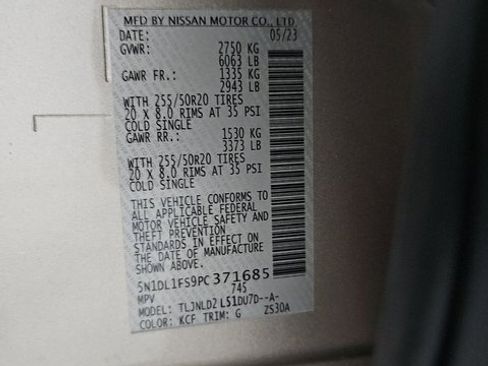 MFD BY NISSAN MOTOR CO., LTD.
DATE: 05/23
GVWR: 2750 KG
6063 LB
GAWR FR.: 1335 KG
2943 LB
WITH 255/50R20 TIRES
20 X 8.0 RIMS AT 35 PSI
COLD SINGLE
GAWR RR.: 1530 KG
3373 LB
WITH 255/50R20 TIRES
20 X 8.0 RIMS AT 35 PSI
COLD SINGLE
THIS VEHICLE CONFORMS TO
ALL APPLICABLE FEDERAL
MOTOR VEHICLE SAFETY AND
THEFT PREVENTION
STANDARDS IN EFFECT ON
THE DATE OF MANUFACTURE
SHOWN ABOVE.
5N1DL1FS9PC371685
MPV 745
MODEL: TLJNLD2 LS1DU7D--A-
COLOR: KCF TRIM: G ZS30A